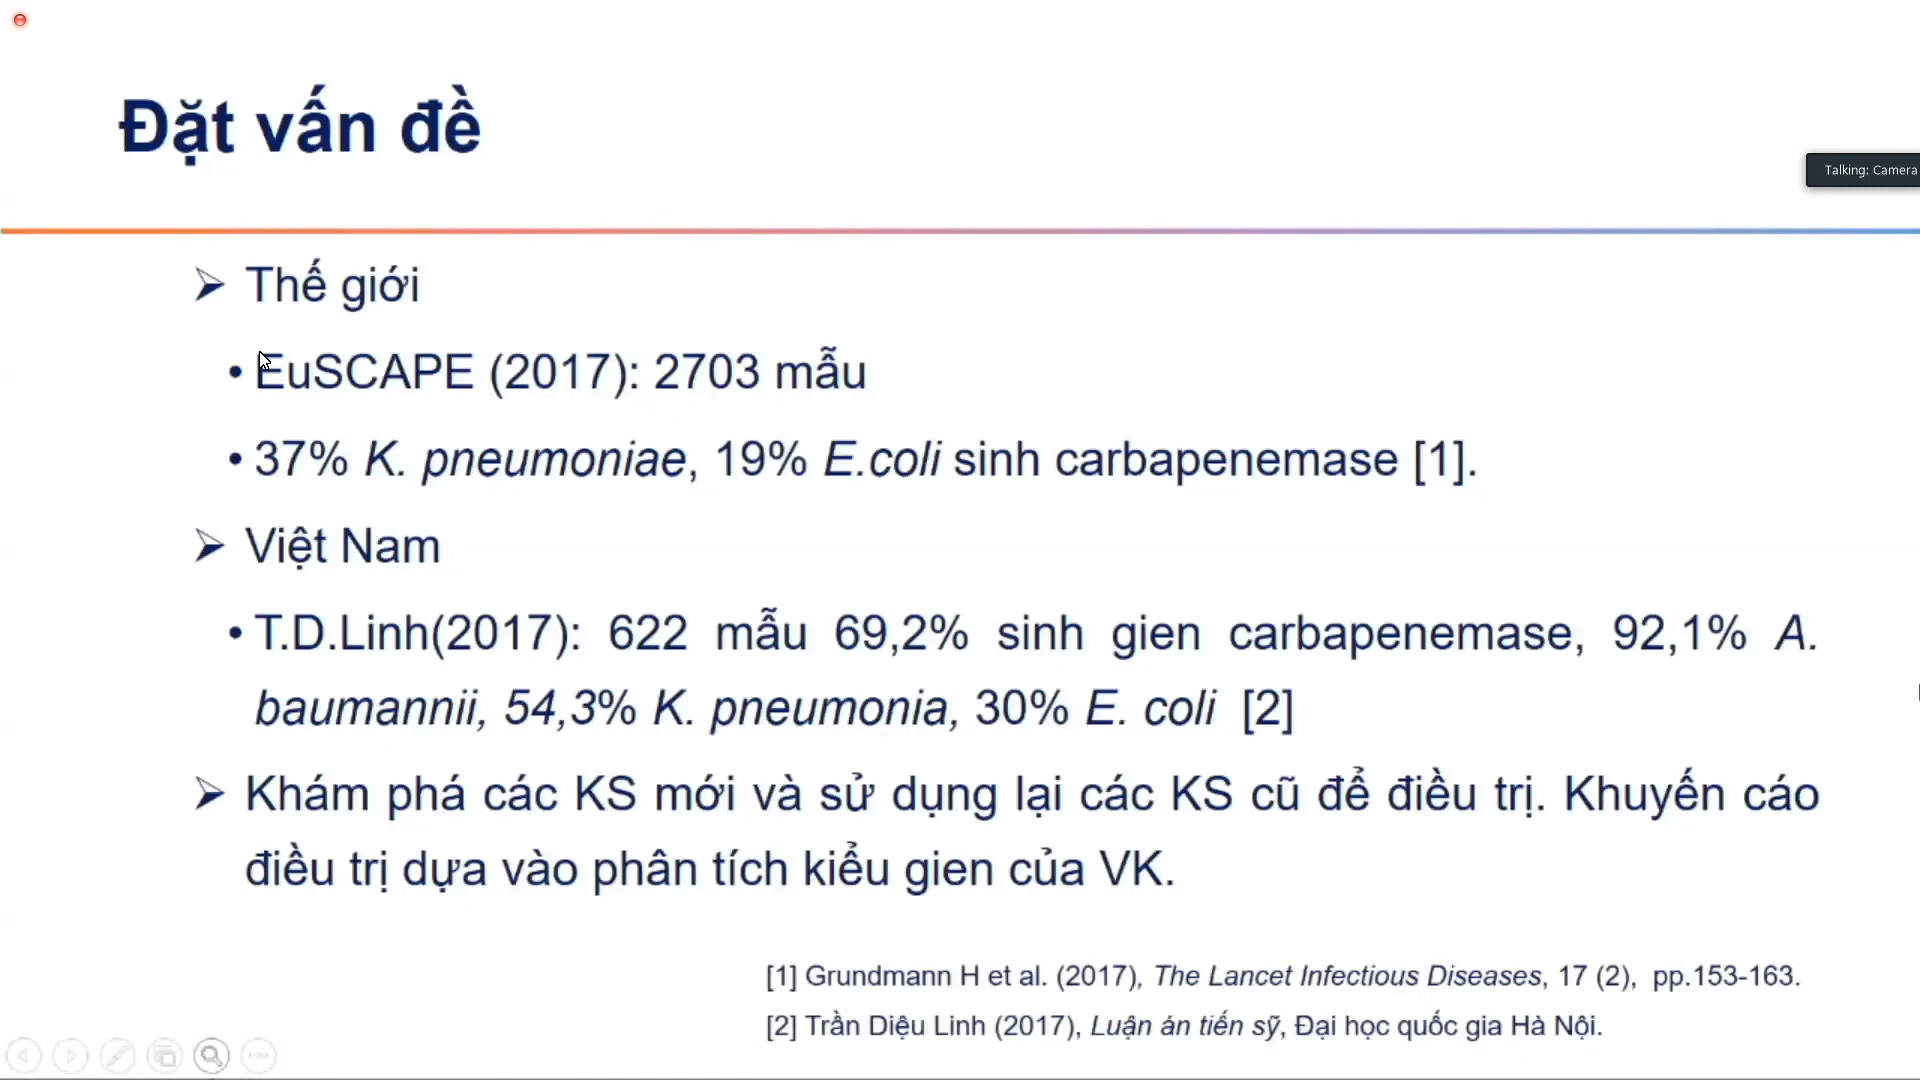 Đặt vấn đề
Talking: Camera
➢ Thế giới
• EuSCAPE (2017): 2703 mẫu
• 37% K. pneumoniae, 19% E.coli sinh carbapenemase [1].
➢ Việt Nam
• T.D.Linh(2017): 622 mẫu 69,2% sinh gien carbapenemase, 92,1% A.
baumannii, 54,3% K. pneumonia, 30% E. coli [2]
➢ Khám phá các KS mới và sử dụng lại các KS cũ để điều trị. Khuyến cáo
điều trị dựa vào phân tích kiểu gien của VK.
[1] Grundmann H et al. (2017), The Lancet Infectious Diseases, 17 (2), pp.153-163.
[2] Trần Diệu Linh (2017), Luận án tiến sỹ, Đại học quốc gia Hà Nội.